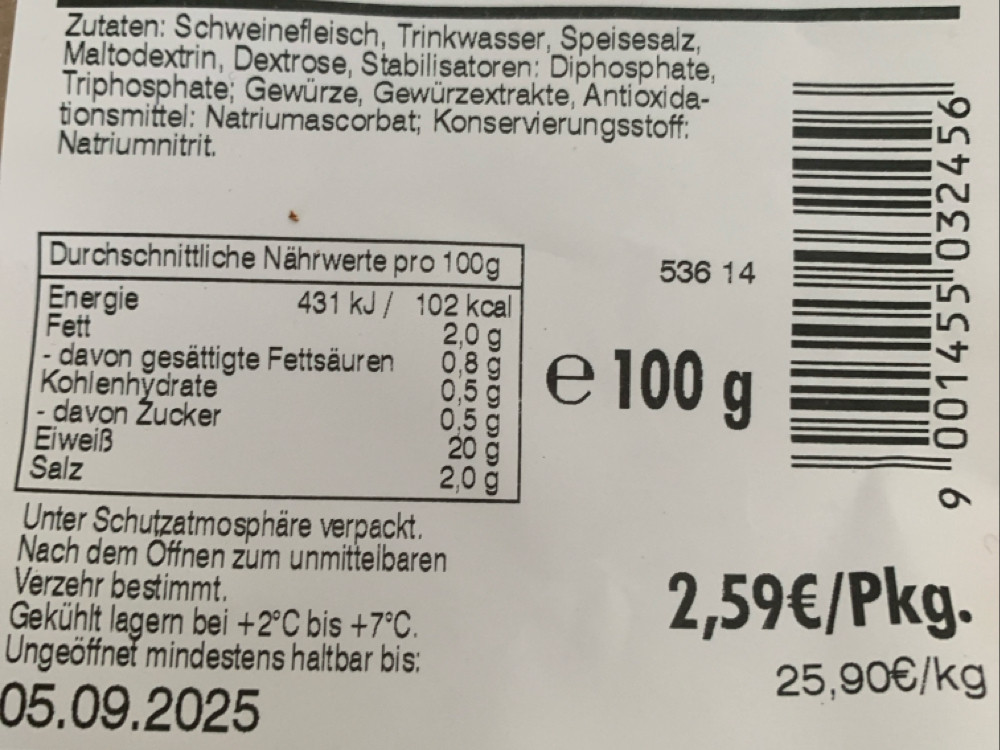 Zutaten: Schweinefleisch, Trinkwasser, Speisesalz,
Maltodextrin, Dextrose, Stabilisatoren: Diphosphate,
Triphosphate; Gewürze, Gewürzextrakte, Antioxida-
tionsmittel: Natriumascorbat; Konservierungsstoff:
Natriumnitrit.
Durchschnittliche Nährwerte pro 100g
Energie 431 kJ / 102 kcal
Fett 2,0 g
- davon gesättigte Fettsäuren 0,8 g
Kohlenhydrate 0,5 g
- davon Zucker 0,5 g
Eiweiß 20 g
Salz 2,0 g
536 14
e 100 g
9 001455 032456
Unter Schutzatmosphäre verpackt.
Nach dem Öffnen zum unmittelbaren
Verzehr bestimmt.
Gekühlt lagern bei +2°C bis +7°C.
Ungeöffnet mindestens haltbar bis:
05.09.2025
2,59€/Pkg.
25,90€/kg